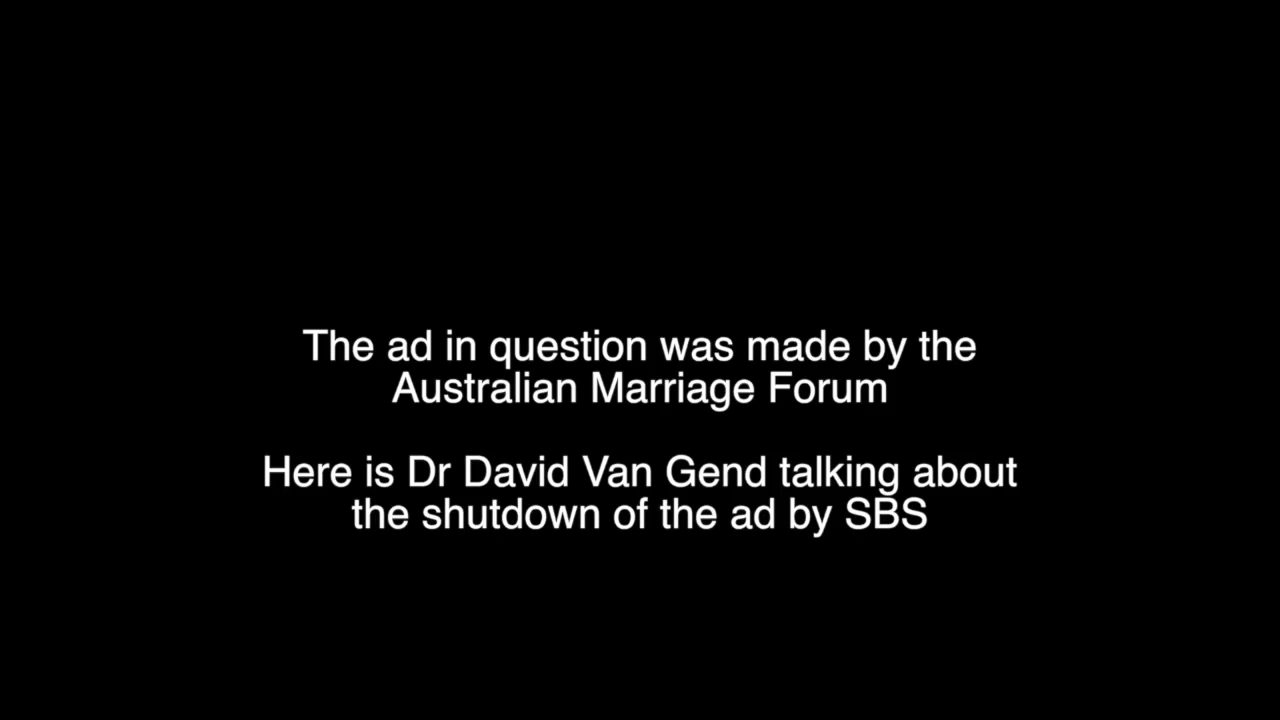 The ad in question was made by the
Australian Marriage Forum
Here is Dr David Van Gend talking about
the shutdown of the ad by SBS